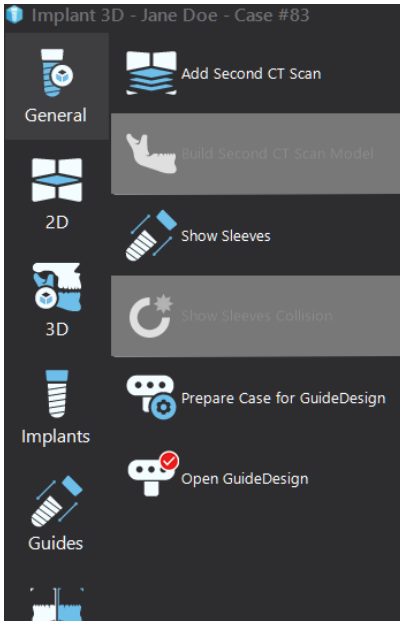 Implant 3D - Jane Doe - Case #83
General
2D
3D
Implants
Guides
Add Second CT Scan
Build Second CT Scan Model
Show Sleeves
Show Sleeves Collision
Prepare Case for GuideDesign
Open GuideDesign